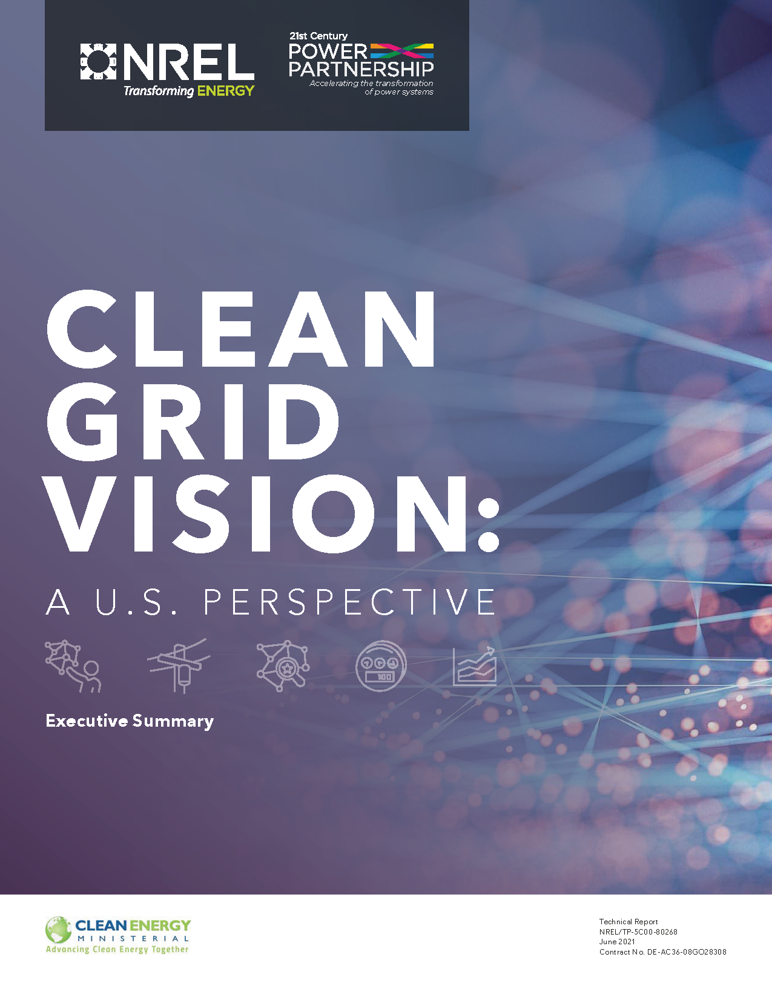 NREL
Transforming ENERGY
21st Century
POWER
PARTNERSHIP
Accelerating the transformation
of power systems
CLEAN
GRID
VISION:
A U.S. PERSPECTIVE
100
Executive Summary
CLEAN ENERGY
MINISTERIAL
Advancing Clean Energy Together
Technical Report
NREL/TP-5C00-80268
June 2021
Contract No. DE-AC36-08GO28308